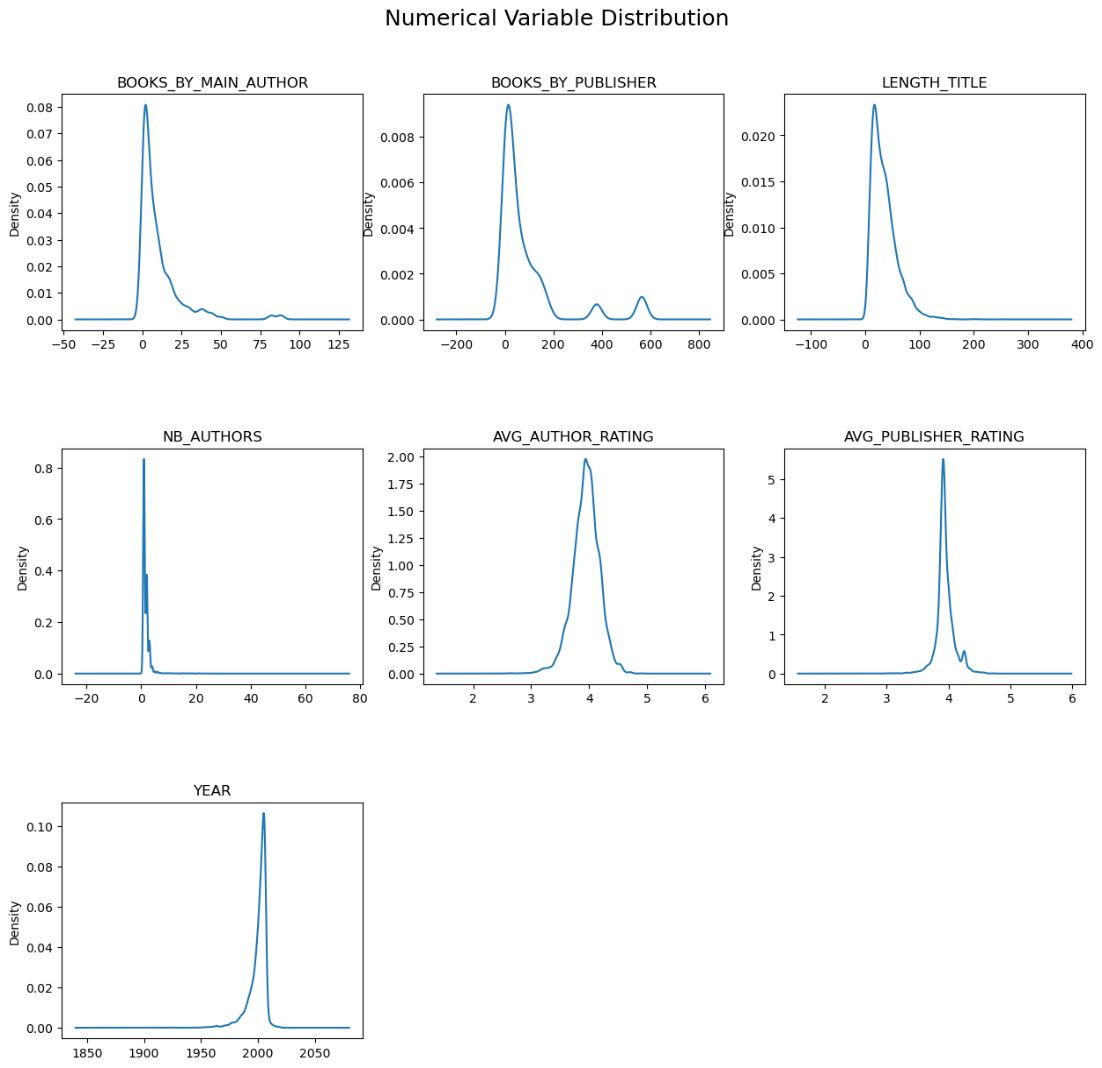 Numerical Variable Distribution
BOOKS_BY_MAIN_AUTHOR
BOOKS_BY_PUBLISHER
LENGTH_TITLE
0.08
0.07
0.06
0.05
0.04
0.03
0.02
0.01
0.00
Density
−50 −25 0 25 50 75 100 125
0.008
0.006
0.004
0.002
0.000
Density
−200 0 200 400 600 800
0.020
0.015
0.010
0.005
0.000
Density
−100 0 100 200 300 400
NB_AUTHORS
AVG_AUTHOR_RATING
AVG_PUBLISHER_RATING
0.8
0.6
0.4
0.2
0.0
Density
−20 0 20 40 60 80
2.00
1.75
1.50
1.25
1.00
0.75
0.50
0.25
0.00
Density
2 3 4 5 6
5
4
3
2
1
0
Density
2 3 4 5 6
YEAR
0.10
0.08
0.06
0.04
0.02
0.00
Density
1850 1900 1950 2000 2050